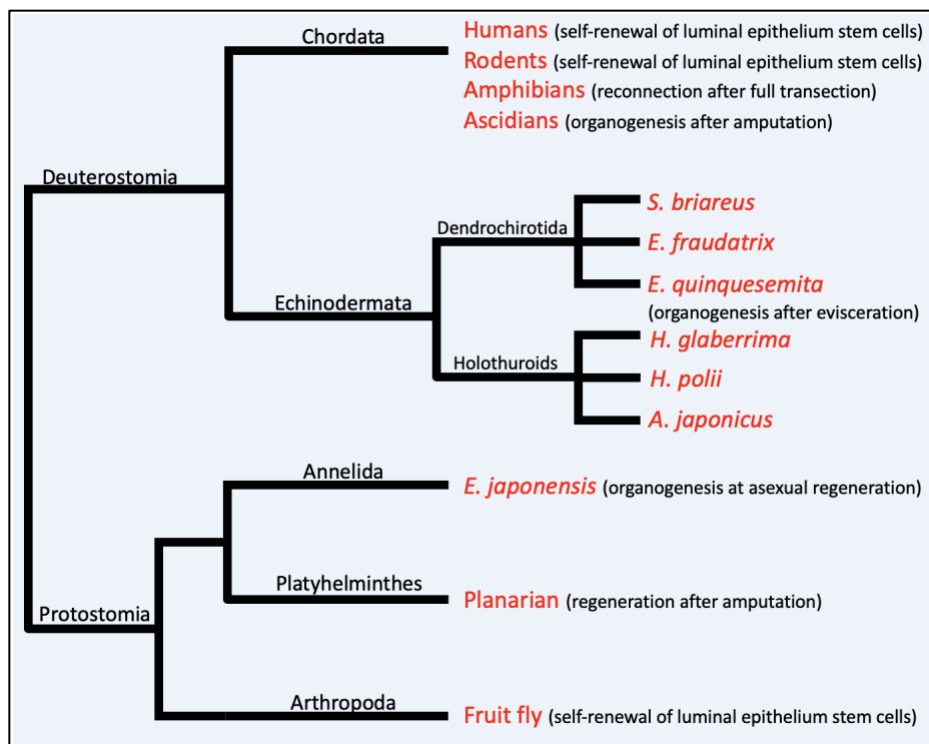 Chordata
Humans (self-renewal of luminal epithelium stem cells)
Rodents (self-renewal of luminal epithelium stem cells)
Amphibians (reconnection after full transection)
Ascidians (organogenesis after amputation)
Deuterostomia
S. briareus
Dendrochirotida
E. fraudatrix
E. quinquesemita
(organogenesis after evisceration)
Echinodermata
H. glaberrima
Holothuroids
H. polii
A. japonicus
Annelida
E. japonensis (organogenesis at asexual regeneration)
Platyhelminthes
Planarian (regeneration after amputation)
Protostomia
Arthropoda
Fruit fly (self-renewal of luminal epithelium stem cells)